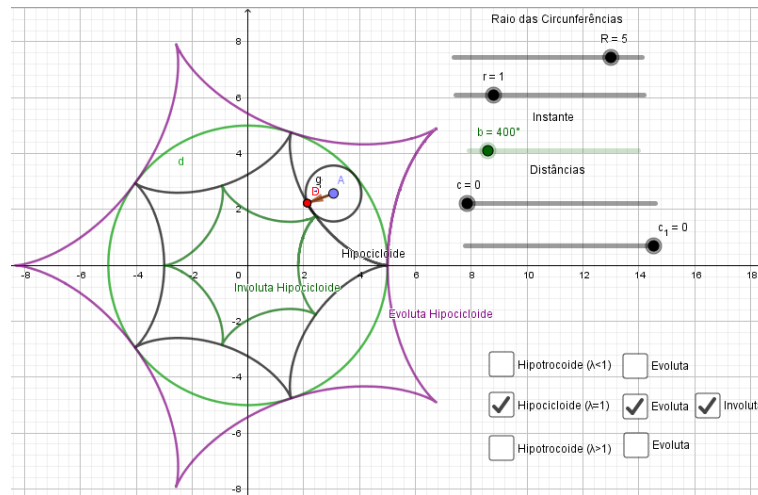 Raio das Circunferências
R = 5
r = 1
Instante
b = 400°
Distâncias
c = 0
c₁ = 0
8
6
4
2
-2
-4
-6
-8
-8 -6 -4 -2 0 2 4 6 8 10 12 14 16 18
d
g
A
Hipocicloide
Involuta Hipocicloide
Evoluta Hipocicloide
Hipotrocoide (λ<1) Evoluta
Hipocicloide (λ=1) Evoluta Involut
Hipotrocoide (λ>1) Evoluta